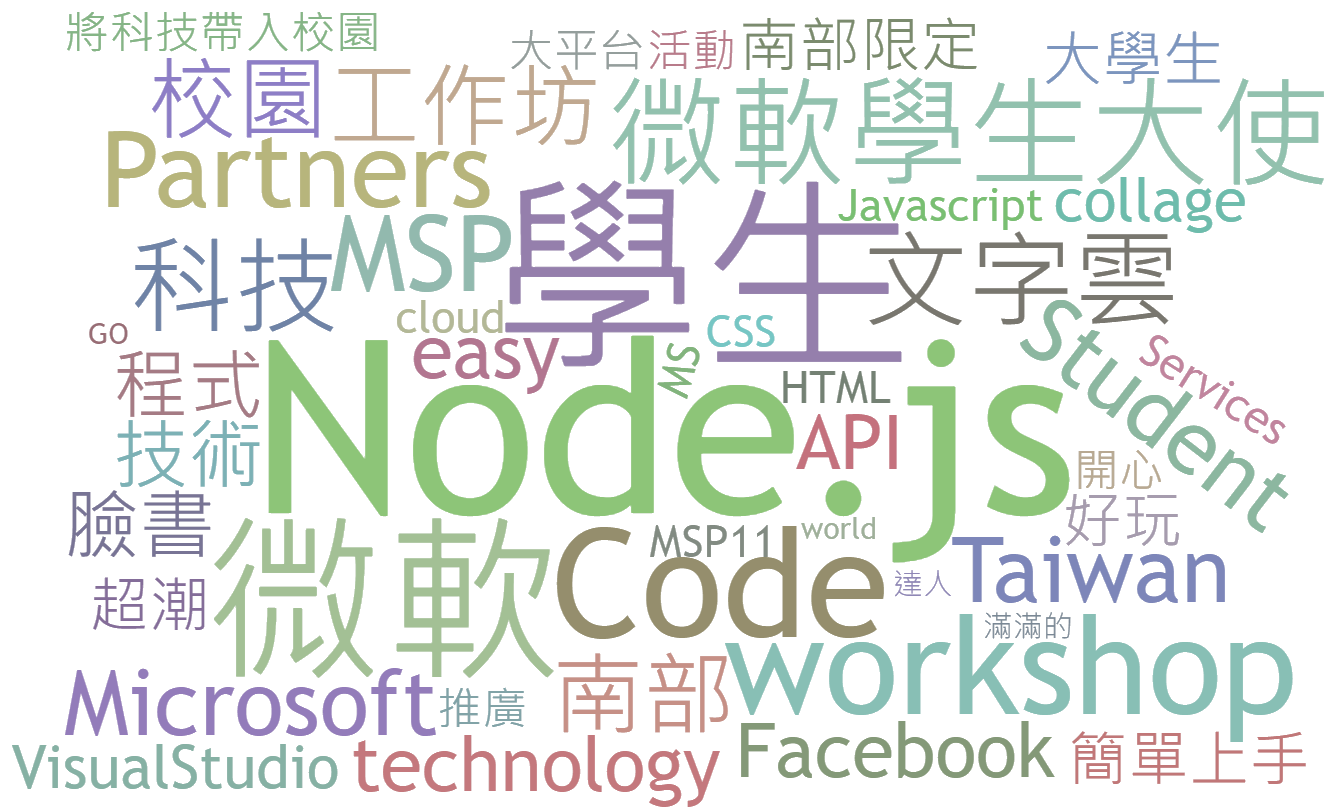 將科技帶入校園
大平台
活動
南部限定
大學生
校園
工作坊
微軟學生大使
Partners
學生
Javascript
collage
MSP
科技
文字雲
cloud
CSS
GO
easy
SW
HTML
Student
Services
程式
Node.js
技術
API
開心
臉書
好玩
微軟
Code
MSP11
world
Taiwan
超潮
達人
滿滿的
workshop
Microsoft
推廣
南部
VisualStudio
technology
Facebook
簡單上手